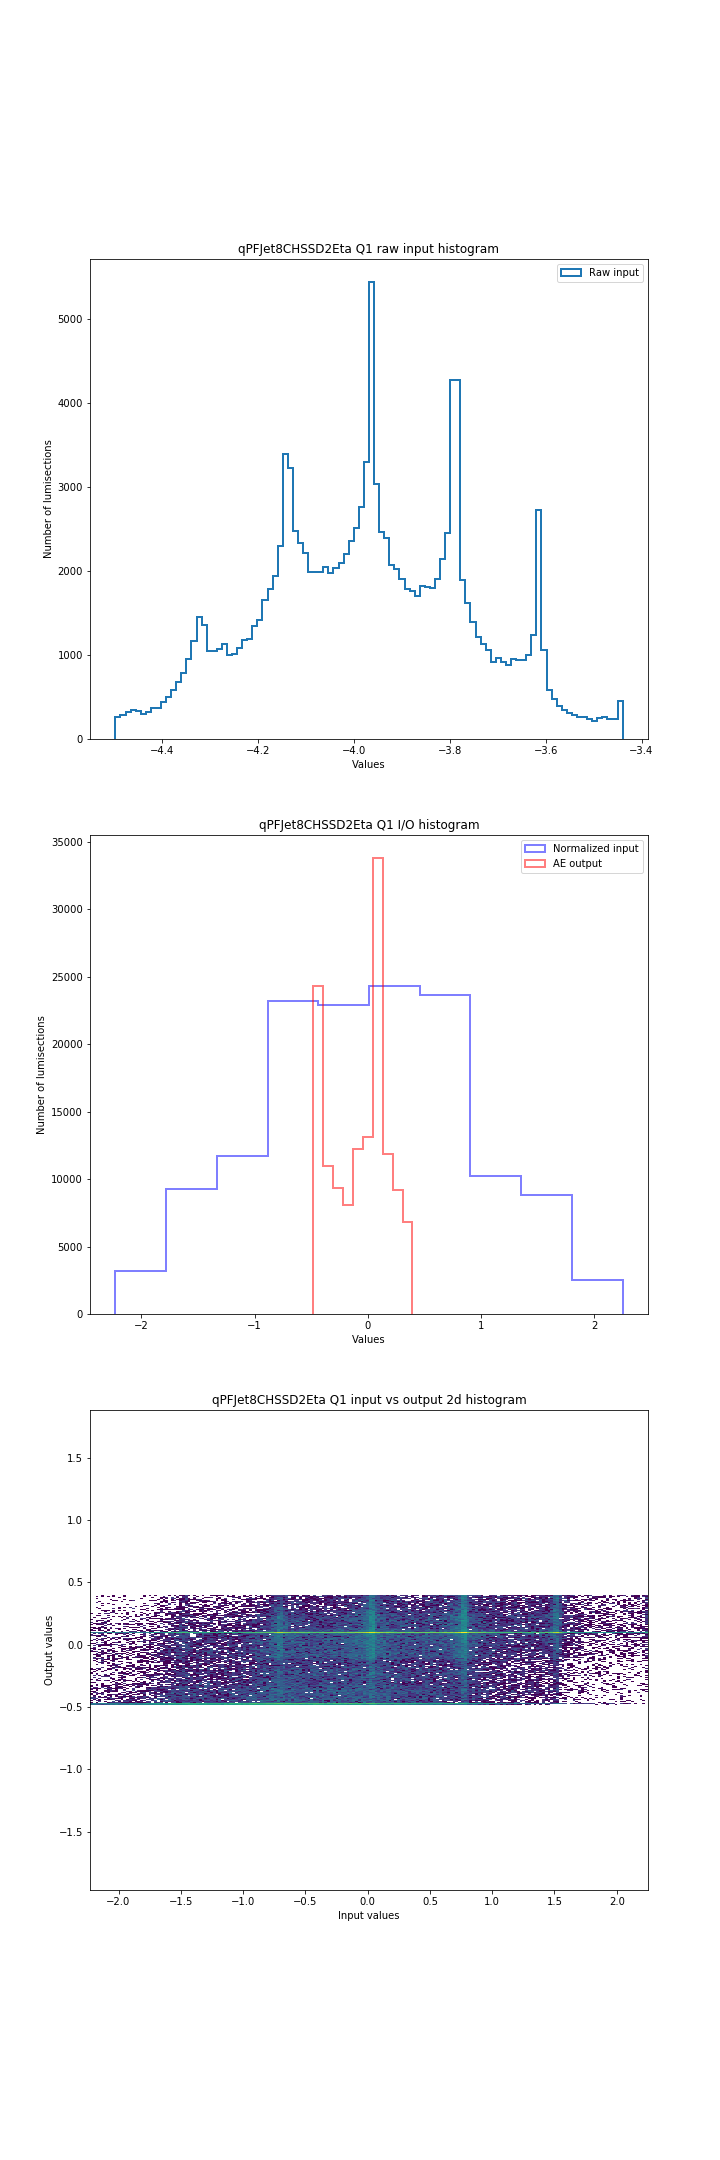 qPFJet8CHSSD2Eta Q1 raw input histogram
Raw input
5000
4000
3000
2000
1000
0
Number of lumisections
−4.4 −4.2 −4.0 −3.8 −3.6 −3.4
Values
qPFJet8CHSSD2Eta Q1 I/O histogram
Normalized input
AE output
35000
30000
25000
20000
15000
10000
5000
0
Number of lumisections
−2 −1 0 1 2
Values
qPFJet8CHSSD2Eta Q1 input vs output 2d histogram
1.5
1.0
0.5
0.0
−0.5
−1.0
−1.5
Output values
−2.0 −1.5 −1.0 −0.5 0.0 0.5 1.0 1.5 2.0
Input values